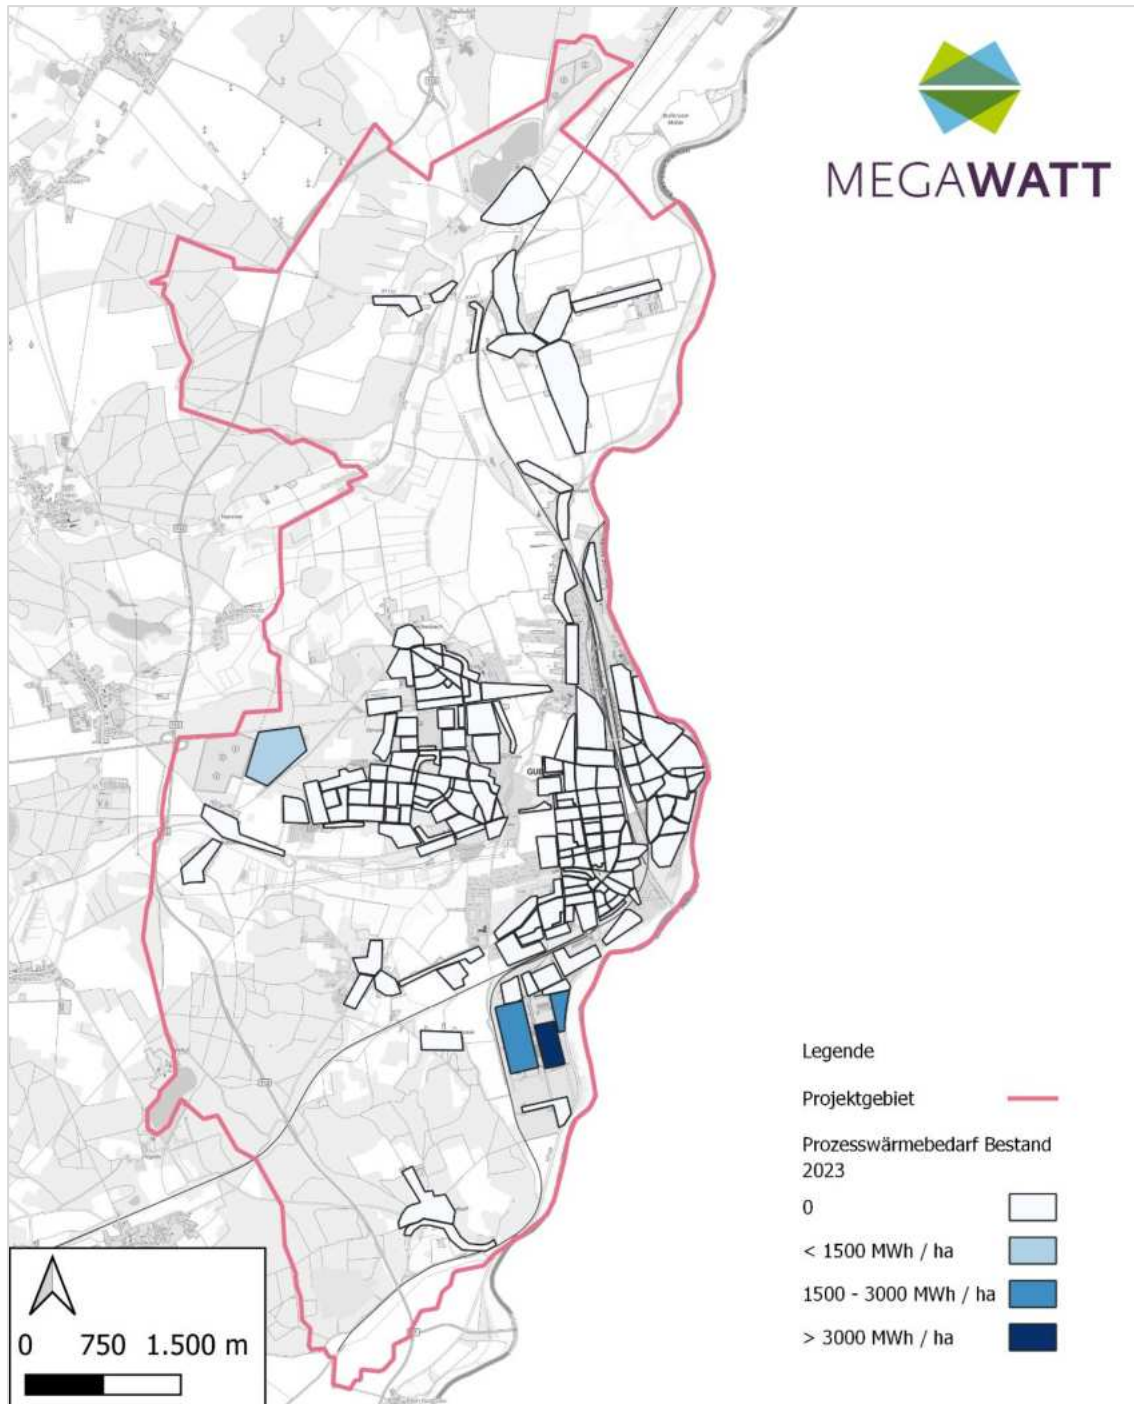 MEGAWATT
GUB
Legende
Projektgebiet
Prozesswärmebedarf Bestand
2023
0
< 1500 MWh / ha
1500 - 3000 MWh / ha
> 3000 MWh / ha
0 750 1.500 m